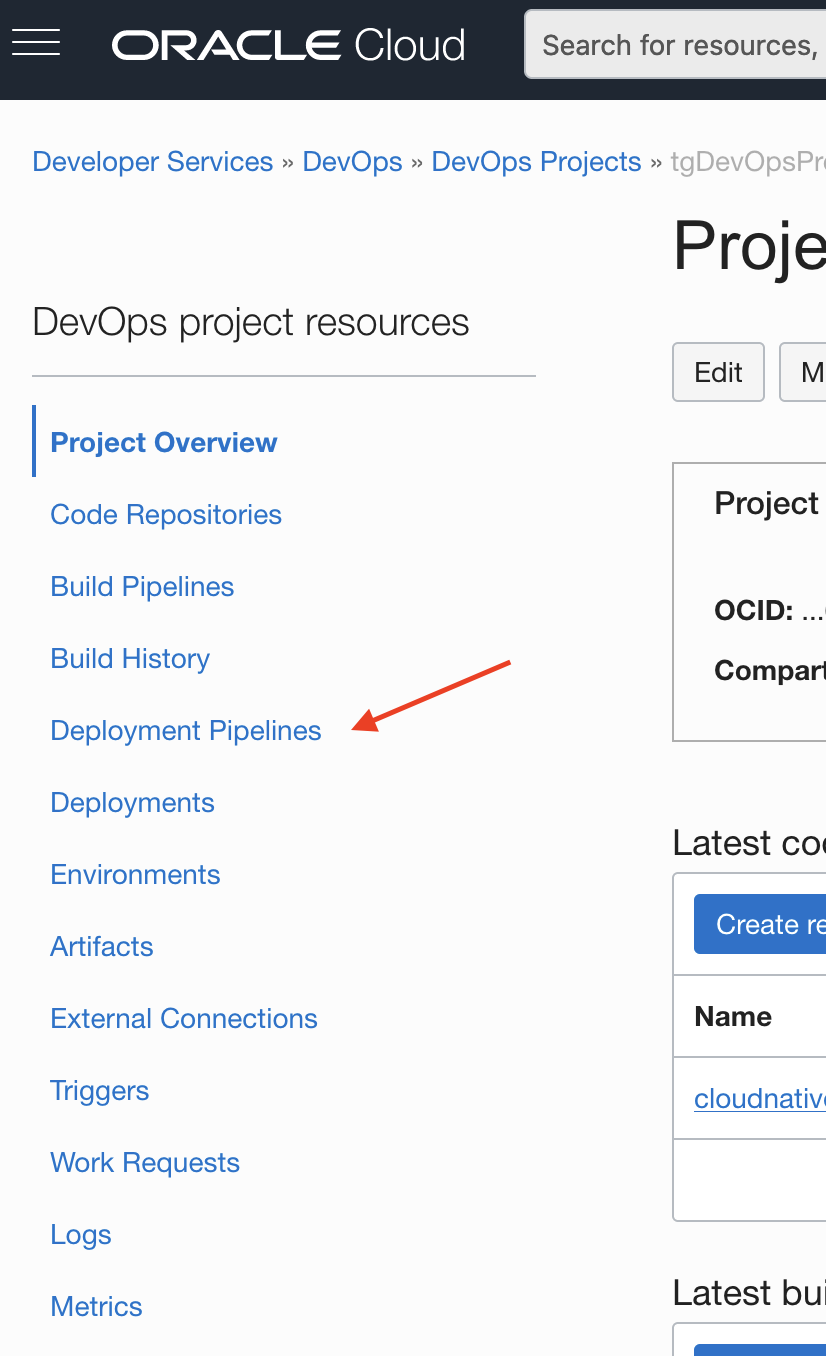 ORACLE Cloud
Search for resources,
Developer Services » DevOps » DevOps Projects » tgDevOpsPr
DevOps project resources
Project Overview
Code Repositories
Build Pipelines
Build History
Deployment Pipelines
Deployments
Environments
Artifacts
External Connections
Triggers
Work Requests
Logs
Metrics
Proje
Edit
M
Project
OCID: ...
Compart
Latest co
Create re
Name
cloudnativ
Latest bui